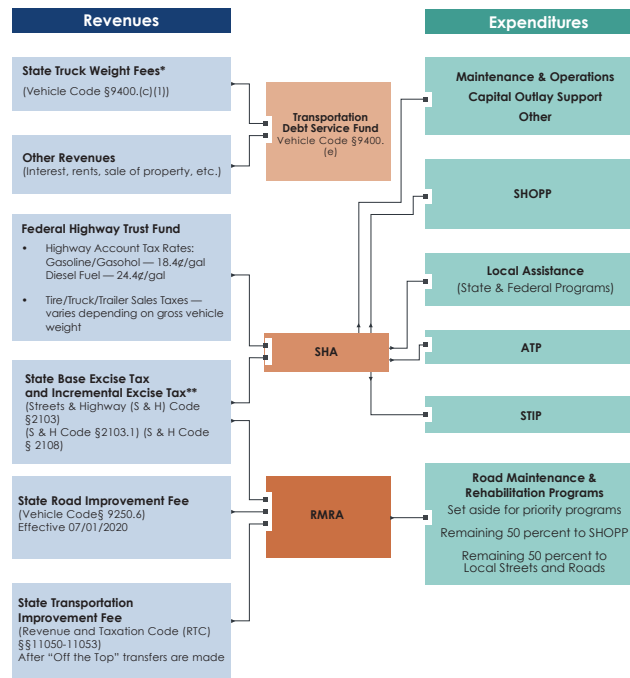 Revenues
State Truck Weight Fees*
(Vehicle Code §9400.(c)(1))
Other Revenues
(Interest, rents, sale of property, etc.)
Federal Highway Trust Fund
• Highway Account Tax Rates:
Gasoline/Gasohol — 18.4¢/gal
Diesel Fuel — 24.4¢/gal
• Tire/Truck/Trailer Sales Taxes —
varies depending on gross vehicle
weight
State Base Excise Tax
and Incremental Excise Tax**
(Streets & Highway (S & H) Code
§2103)
(S & H Code §2103.1) (S & H Code
§ 2108)
State Road Improvement Fee
(Vehicle Code§ 9250.6)
Effective 07/01/2020
State Transportation
Improvement Fee
(Revenue and Taxation Code (RTC)
§§11050-11053)
After “Off the Top” transfers are made
Transportation
Debt Service Fund
Vehicle Code §9400.
(e)
SHA
RMRA
Expenditures
Maintenance & Operations
Capital Outlay Support
Other
SHOPP
Local Assistance
(State & Federal Programs)
ATP
STIP
Road Maintenance &
Rehabilitation Programs
Set aside for priority programs
Remaining 50 percent to SHOPP
Remaining 50 percent to
Local Streets and Roads